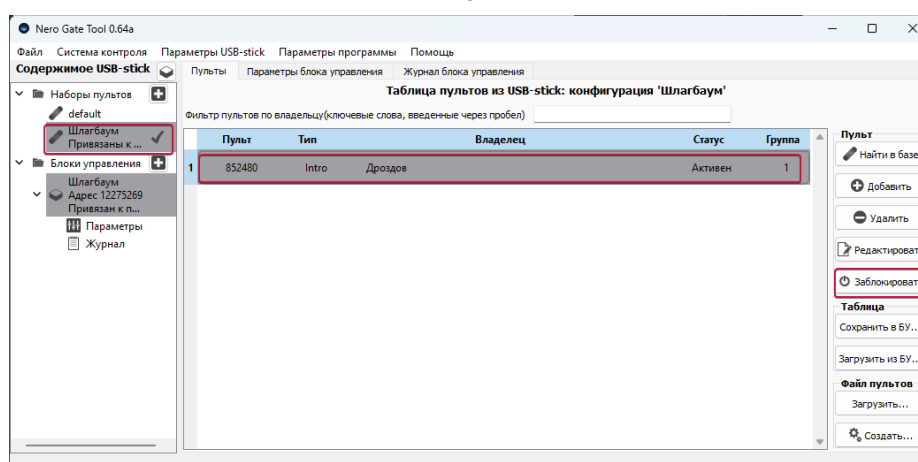 Nero Gate Tool 0.64a
Файл Система контроля Параметры USB-stick Параметры программы Помощь
Содержимое USB-stick
Наборы пультов
default
Шлагбаум
Привязаны к ...
Блоки управления
Шлагбаум
Адрес 12275269
Привязан к п...
Параметры
Журнал
Пульты Параметры блока управления Журнал блока управления
Таблица пультов из USB-stick: конфигурация 'Шлагбаум'
Фильтр пультов по владельцу(ключевые слова, введенные через пробел)
Пульт Тип Владелец Статус Группа
1 852480 Intro Дроздов Активен 1
Пульт
Найти в базе
Добавить
Удалить
Редактироват
Заблокироват
Таблица
Сохранить в БУ...
Загрузить из БУ...
Файл пультов
Загрузить...
Создать...